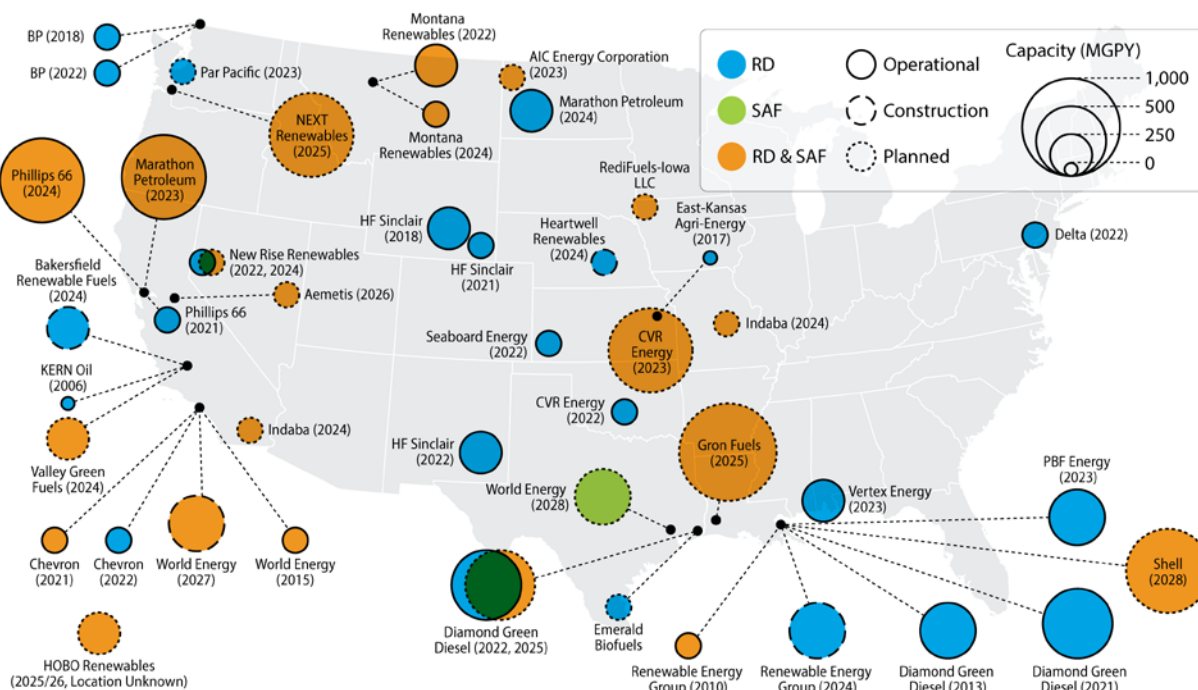 BP (2018)
BP (2022)
Par Pacific (2023)
Montana
Renewables (2022)
Montana
Renewables (2024)
AIC Energy Corporation
(2023)
Marathon Petroleum
(2024)
RD
SAF
RD & SAF
Operational
Construction
Planned
Capacity (MGPY)
1,000
500
250
0
NEXT
Renewables
(2025)
Phillips 66
(2024)
Marathon
Petroleum
(2023)
RediFuels-Iowa
LLC
East-Kansas
Agri-Energy
(2017)
HF Sinclair
(2018)
HF Sinclair
(2021)
Heartwell
Renewables
(2024)
Delta (2022)
New Rise Renewables
(2022, 2024)
Aemetis (2026)
Bakersfield
Renewable Fuels
(2024)
Phillips 66
(2021)
Seaboard Energy
(2022)
CVR
Energy
(2023)
Indaba (2024)
KERN Oil
(2006)
CVR Energy
(2022)
Indaba (2024)
Valley Green
Fuels (2024)
HF Sinclair
(2022)
Gron Fuels
(2025)
World Energy
(2028)
Vertex Energy
(2023)
PBF Energy
(2023)
Chevron
(2021)
Chevron
(2022)
World Energy
(2027)
World Energy
(2015)
Shell
(2028)
HOBO Renewables
(2025/26, Location Unknown)
Diamond Green
Diesel (2022, 2025)
Emerald
Biofuels
Renewable Energy
Group (2010)
Renewable Energy
Group (2024)
Diamond Green
Diesel (2013)
Diamond Green
Diesel (2021)